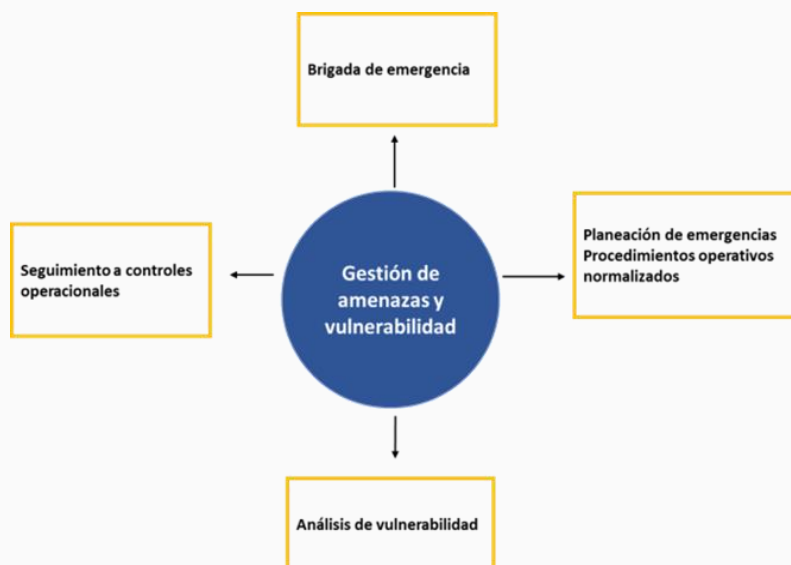 Brigada de emergencia
Planeación de emergencias
Procedimientos operativos
normalizados
Seguimiento a controles
operacionales
Gestión de
amenazas y
vulnerabilidad
Análisis de vulnerabilidad